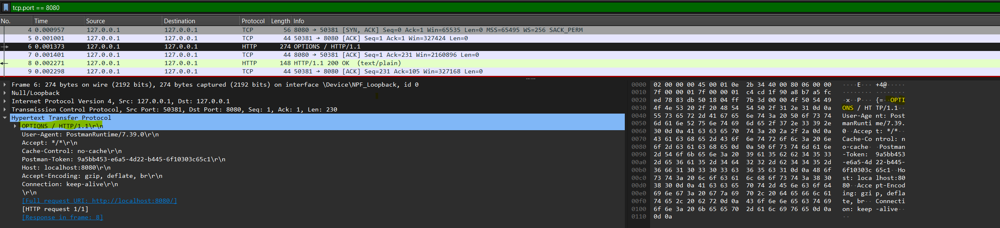 tcp.port == 8080
No. Time Source Destination Protocol Length Info
4 0.000957 127.0.0.1 127.0.0.1 TCP 56 8080 → 50381 [SYN, ACK] Seq=0 Ack=1 Win=65535 Len=0 MSS=65495 WS=256 SACK_PERM
5 0.001001 127.0.0.1 127.0.0.1 TCP 44 50381 → 8080 [ACK] Seq=1 Ack=1 Win=327424 Len=0
6 0.001373 127.0.0.1 127.0.0.1 HTTP 274 OPTIONS / HTTP/1.1
7 0.001401 127.0.0.1 127.0.0.1 TCP 44 8080 → 50381 [ACK] Seq=1 Ack=231 Win=2160896 Len=0
8 0.002271 127.0.0.1 127.0.0.1 HTTP 148 HTTP/1.1 200 OK (text/plain)
9 0.002298 127.0.0.1 127.0.0.1 TCP 44 50381 → 8080 [ACK] Seq=231 Ack=105 Win=327168 Len=0
Frame 6: 274 bytes on wire (2192 bits), 274 bytes captured (2192 bits) on interface \Device\NPF_Loopback, id 0
Null/Loopback
Internet Protocol Version 4, Src: 127.0.0.1, Dst: 127.0.0.1
Transmission Control Protocol, Src Port: 50381, Dst Port: 8080, Seq: 1, Ack: 1, Len: 230
Hypertext Transfer Protocol
OPTIONS / HTTP/1.1\r\n
User-Agent: PostmanRuntime/7.39.0\r\n
Accept: */*\r\n
Cache-Control: no-cache\r\n
Postman-Token: 9a5bb453-e6a5-4d22-b445-6f10303c65c1\r\n
Host: localhost:8080\r\n
Accept-Encoding: gzip, deflate, br\r\n
Connection: keep-alive\r\n
\r\n
[Full request URI: http://localhost:8080/]
[HTTP request 1/1]
[Response in frame: 8]
0000 02 00 00 00 45 00 01 0e 2b 34 40 00 80 06 00 00 ····E··· +4@·····
0010 7f 00 00 01 7f 00 00 01 c4 cd 1f 90 a8 b7 a5 fc ········ ········
0020 ed 78 83 db 50 18 04 ff 7b 3d 00 00 4f 50 54 49 ·x··P··· {=··OPTI
0030 4f 4e 53 20 2f 20 48 54 54 50 2f 31 2e 31 0d 0a ONS / HT TP/1.1··
0040 55 73 65 72 2d 41 67 65 6e 74 3a 20 50 6f 73 74 User-Age nt: Post
0050 6d 61 6e 52 75 6e 74 69 6d 65 2f 37 2e 33 39 2e manRunti me/7.39.
0060 30 0d 0a 41 63 63 65 70 74 3a 20 2a 2f 2a 0d 0a 0··Accep t: */*··
0070 43 61 63 68 65 2d 43 6f 6e 74 72 6f 6c 3a 20 6e Cache-Co ntrol: n
0080 6f 2d 63 61 63 68 65 0d 0a 50 6f 73 74 6d 61 6e o-cache· ·Postman
0090 2d 54 6f 6b 65 6e 3a 20 39 61 35 62 62 34 35 33 -Token: 9a5bb453
00a0 2d 65 36 61 35 2d 34 64 32 32 2d 62 34 34 35 2d -e6a5-4d 22-b445-
00b0 36 66 31 30 33 30 33 63 36 35 63 31 0d 0a 48 6f 6f10303c 65c1··Ho
00c0 73 74 3a 20 6c 6f 63 61 6c 68 6f 73 74 3a 38 30 st: loca lhost:80
00d0 38 30 0d 0a 41 63 63 65 70 74 2d 45 6e 63 6f 64 80··Acce pt-Encod
00e0 69 6e 67 3a 20 67 7a 69 70 2c 20 64 65 66 6c 61 ing: gzi p, defla
00f0 74 65 2c 20 62 72 0d 0a 43 6f 6e 6e 65 63 74 69 te, br·· Connecti
0100 6f 6e 3a 20 6b 65 65 70 2d 61 6c 69 76 65 0d 0a on: keep -alive··
0110 0d 0a ··